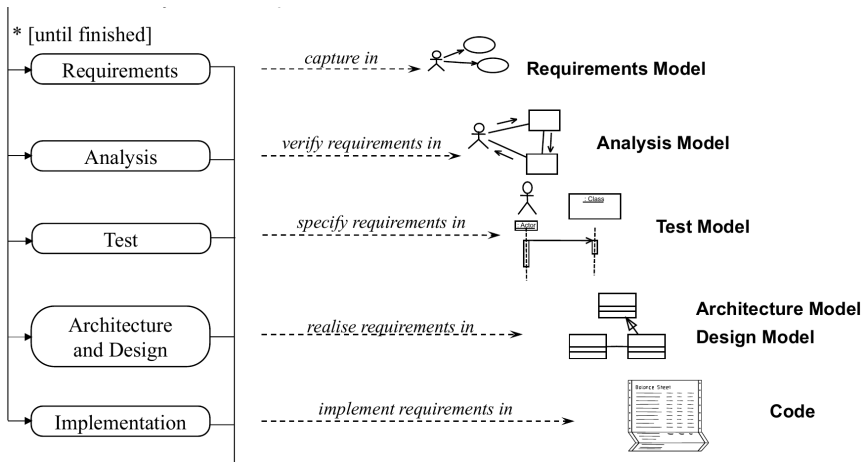 * [until finished]
Requirements
capture in
Requirements Model
Analysis
verify requirements in
Analysis Model
Test
specify requirements in
: Actor
: Class
Test Model
Architecture
and Design
realise requirements in
Architecture Model
Design Model
Implementation
implement requirements in
Balance Sheet
Code